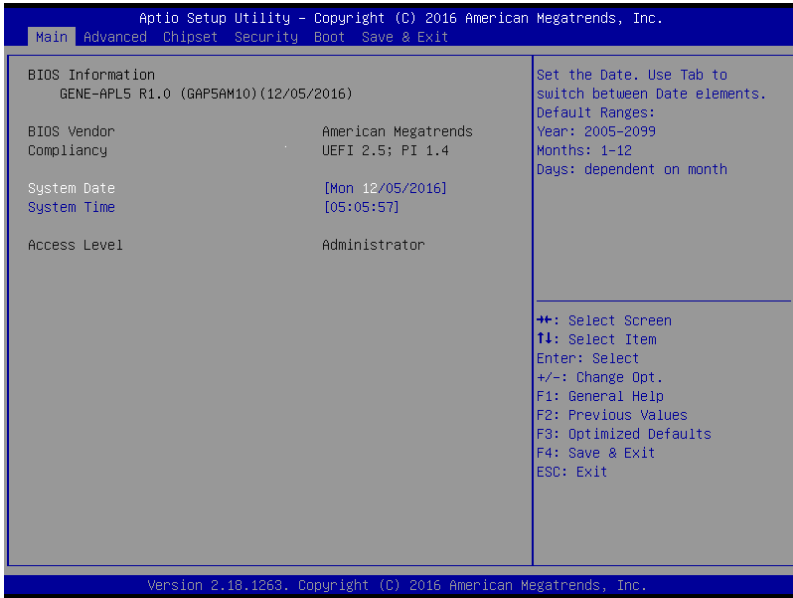 Aptio Setup Utility – Copyright (C) 2016 American Megatrends, Inc.
Main Advanced Chipset Security Boot Save & Exit
BIOS Information
GENE-APL5 R1.0 (GAP5AM10)(12/05/2016)
BIOS Vendor American Megatrends
Compliancy UEFI 2.5; PI 1.4
System Date [Mon 12/05/2016]
System Time [05:05:57]
Access Level Administrator
Set the Date. Use Tab to
switch between Date elements.
Default Ranges:
Year: 2005-2099
Months: 1-12
Days: dependent on month
→←: Select Screen
↑↓: Select Item
Enter: Select
+/-: Change Opt.
F1: General Help
F2: Previous Values
F3: Optimized Defaults
F4: Save & Exit
ESC: Exit
Version 2.18.1263. Copyright (C) 2016 American Megatrends, Inc.